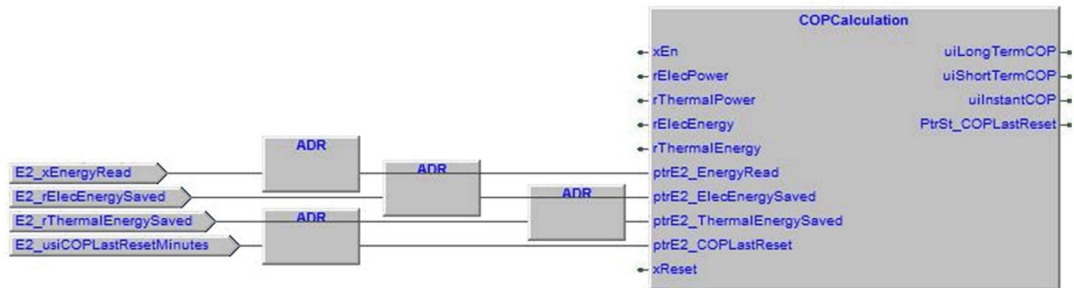 COPCalculation
xEn uiLongTermCOP
rElecPower uiShortTermCOP
rThermalPower uiInstantCOP
rElecEnergy PtrSt_COPLastReset
rThermalEnergy
ADR
E2_xEnergyRead ADR ptrE2_EnergyRead
E2_rElecEnergySaved ADR ptrE2_ElecEnergySaved
E2_rThermalEnergySaved ADR ptrE2_ThermalEnergySaved
E2_usiCOPLastResetMinutes ptrE2_COPLastReset
xReset